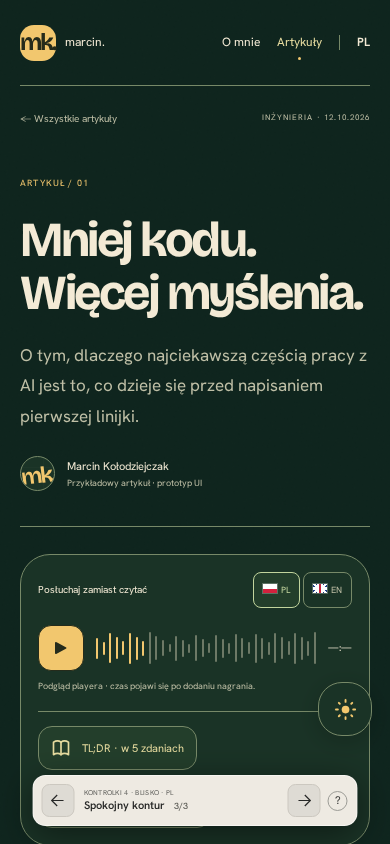 mk. marcin. O mnie Artykuły PL
← Wszystkie artykuły INŻYNIERIA · 12.10.2026
ARTYKUŁ / 01
Mniej kodu.
Więcej myślenia.
O tym, dlaczego najciekawszą częścią pracy z
AI jest to, co dzieje się przed napisaniem
pierwszej linijki.
mk. Marcin Kołodziejczak
Przykładowy artykuł · prototyp UI
Posłuchaj zamiast czytać PL EN
—:—
Podgląd playera · czas pojawi się po dodaniu nagrania.
TL;DR · w 5 zdaniach
KONTROLKI 4 · BLISKO · PL
← Spokojny kontur 3/3 → ?